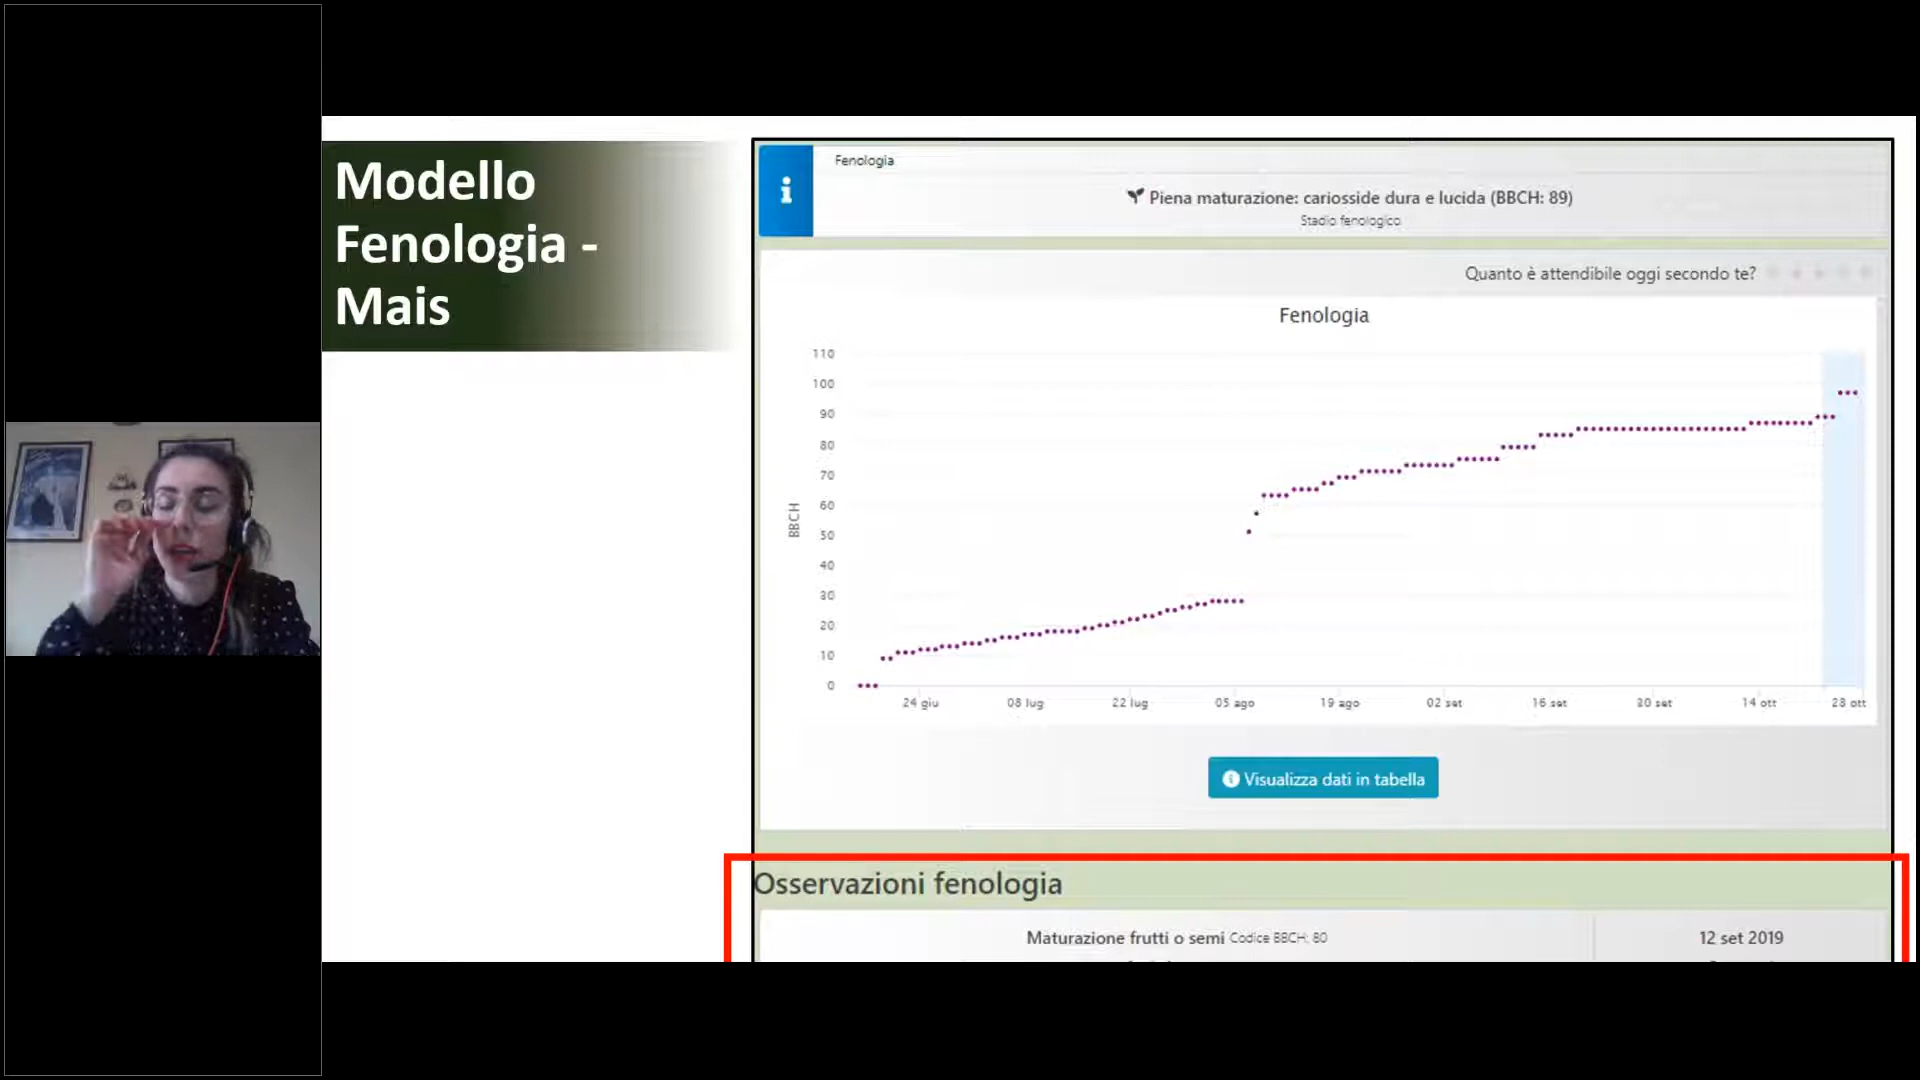 Modello
Fenologia -
Mais
Fenologia
Piena maturazione: cariosside dura e lucida (BBCH: 89)
Stadio fenologico
Quanto è attendibile oggi secondo te?
Fenologia
110
100
90
80
70
60
50
40
30
20
10
0
BBCH
24 giu
08 lug
22 lug
05 ago
19 ago
02 set
16 set
30 set
14 ott
28 ott
Visualizza dati in tabella
Osservazioni fenologia
Maturazione frutti o semi Codice BBCH: 80
12 set 2019